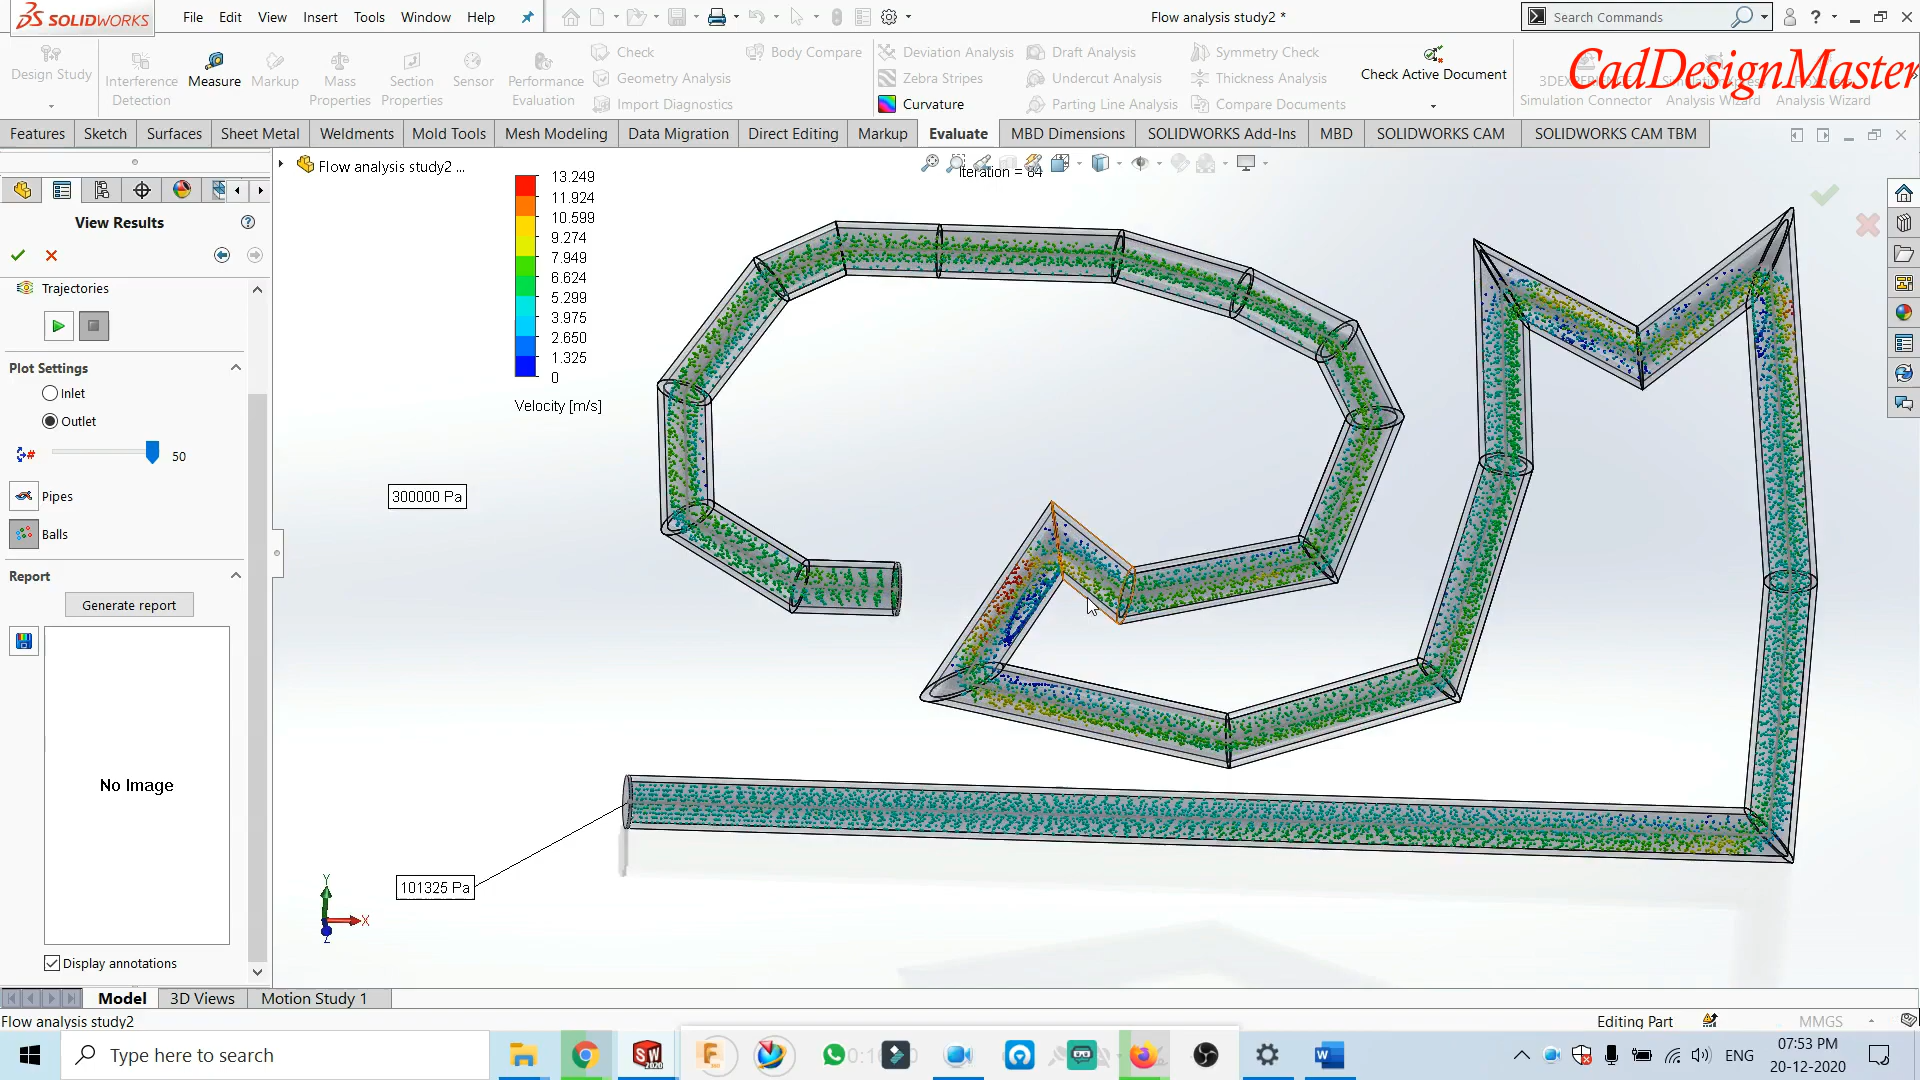 SOLIDWORKS
File Edit View Insert Tools Window Help
Flow analysis study2 *
Search Commands
Design Study
Interference Detection
Measure
Markup
Mass Properties
Section Properties
Sensor
Performance Evaluation
Check
Geometry Analysis
Import Diagnostics
Body Compare
Deviation Analysis
Zebra Stripes
Curvature
Draft Analysis
Undercut Analysis
Parting Line Analysis
Symmetry Check
Thickness Analysis
Compare Documents
Check Active Document
CadDesignMaster
Simulation Connector
Analysis Wizard
Analysis Wizard
Features Sketch Surfaces Sheet Metal Weldments Mold Tools Mesh Modeling Data Migration Direct Editing Markup Evaluate MBD Dimensions SOLIDWORKS Add-Ins MBD SOLIDWORKS CAM SOLIDWORKS CAM TBM
Flow analysis study2 ...
Iteration = 64
View Results
Trajectories
Plot Settings
Inlet
Outlet
50
Pipes
Balls
Report
Generate report
No Image
Display annotations
13.249
11.924
10.599
9.274
7.949
6.624
5.299
3.975
2.650
1.325
0
Velocity [m/s]
300000 Pa
101325 Pa
Y
X
Z
Model 3D Views Motion Study 1
Flow analysis study2
Editing Part
MMGS
Type here to search
SW
2020
ENG
07:53 PM
20-12-2020